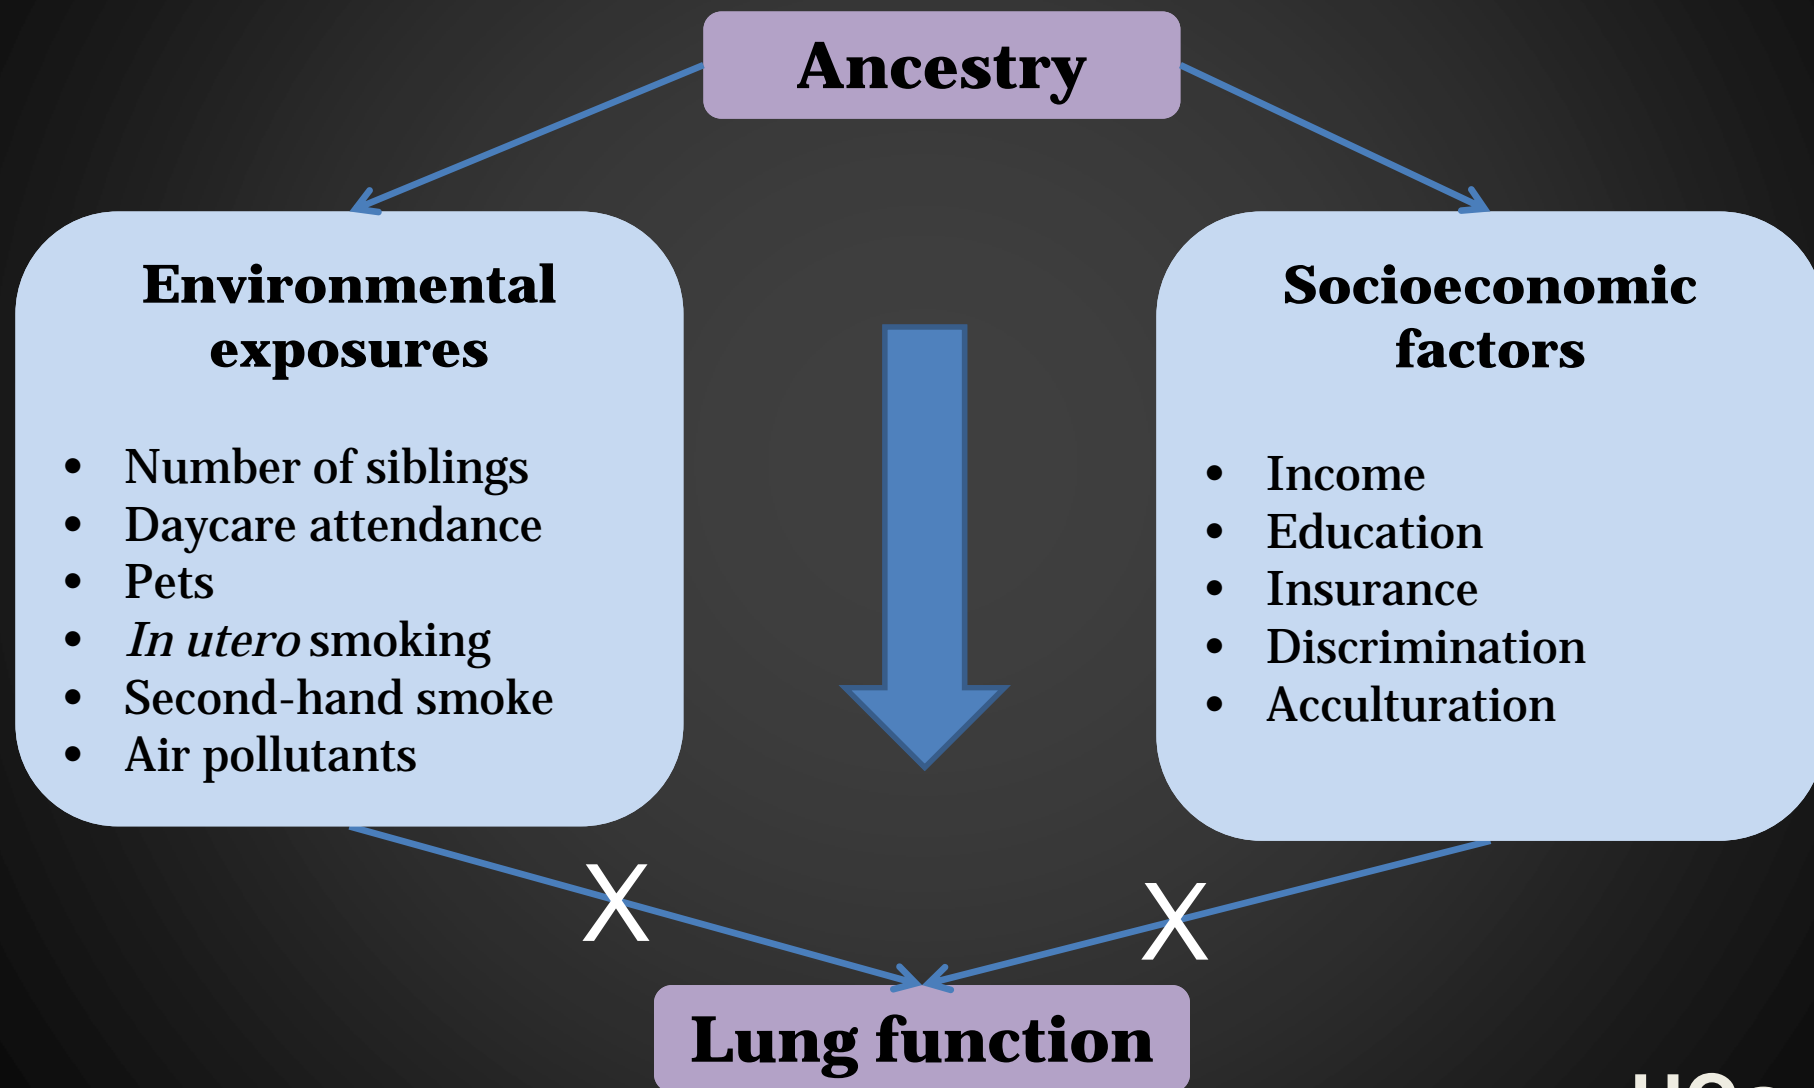 Ancestry
Environmental
exposures
• Number of siblings
• Daycare attendance
• Pets
• In utero smoking
• Second-hand smoke
• Air pollutants
Socioeconomic
factors
• Income
• Education
• Insurance
• Discrimination
• Acculturation
X
X
Lung function